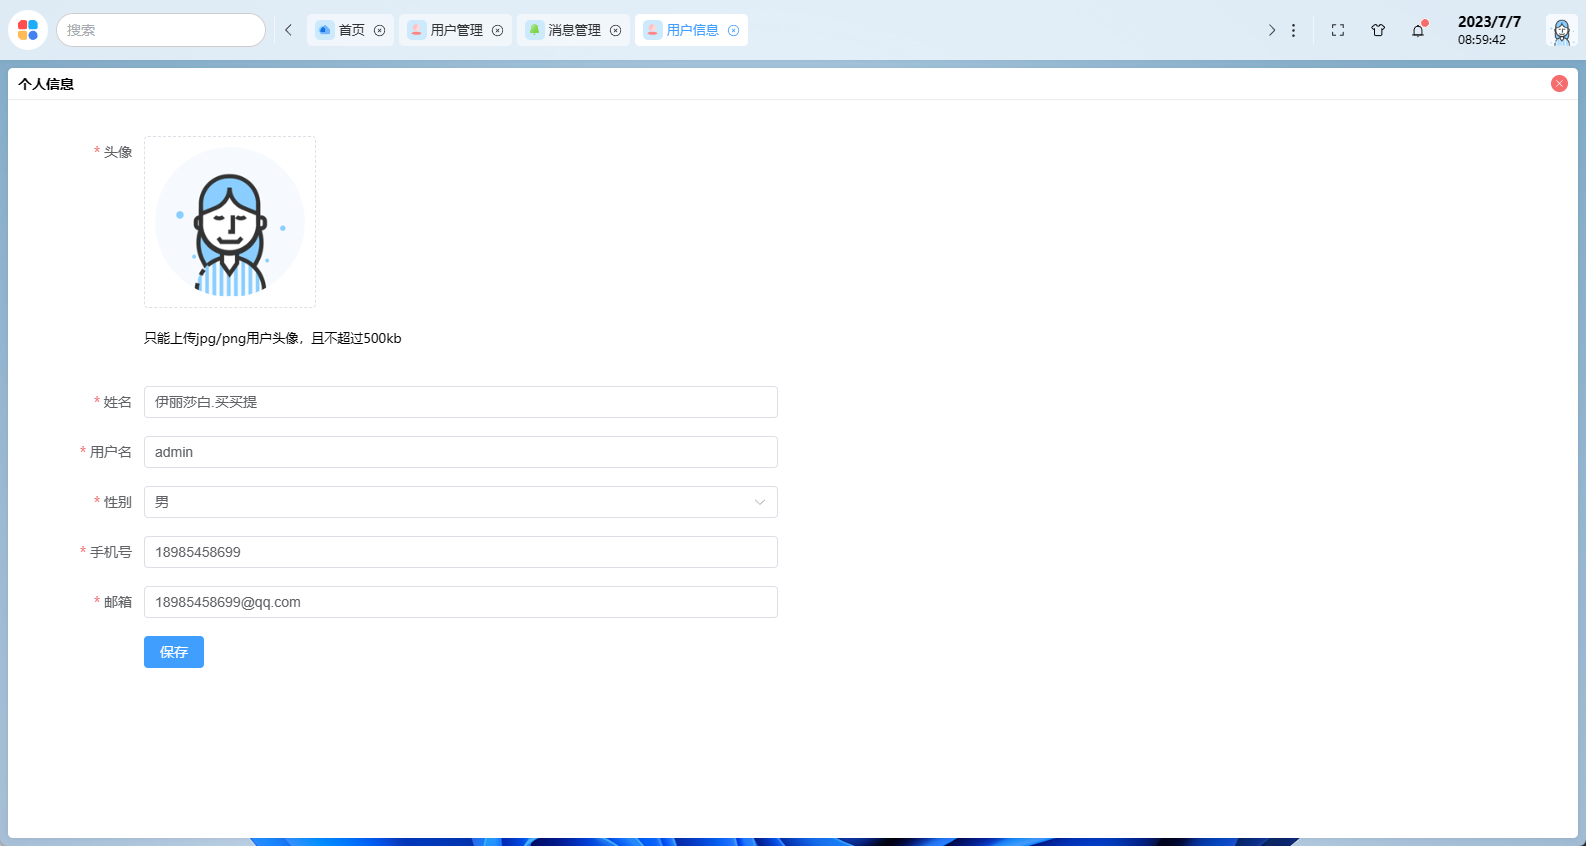 搜索
首页
用户管理
消息管理
用户信息
2023/7/7
08:59:42
个人信息
* 头像
只能上传jpg/png用户头像，且不超过500kb
* 姓名
伊丽莎白.买买提
* 用户名
admin
* 性别
男
* 手机号
18985458699
* 邮箱
18985458699@qq.com
保存